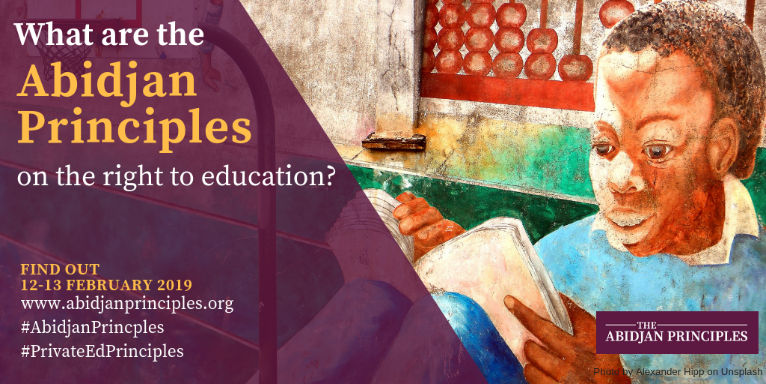 What are the
Abidjan
Principles
on the right to education?
FIND OUT
12-13 FEBRUARY 2019
www.abidjanprinciples.org
#AbidjanPrincples
#PrivateEdPrinciples
THE
ABIDJAN PRINCIPLES
Photo by Alexander Hipp on Unsplash